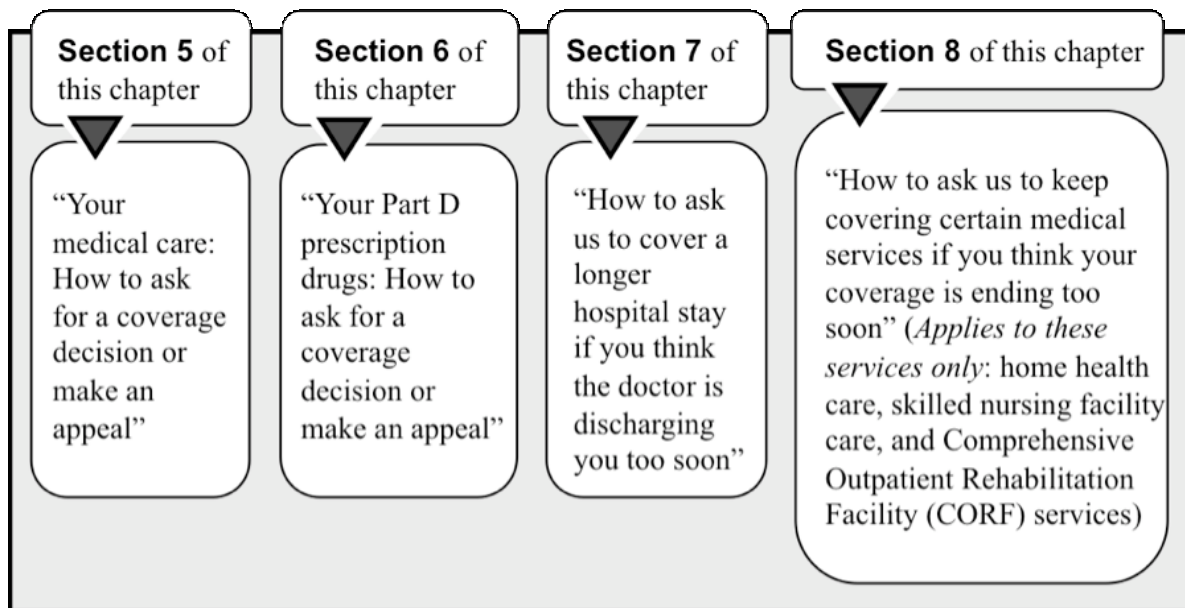 Section 5 of
this chapter
“Your
medical care:
How to ask
for a coverage
decision or
make an
appeal”
Section 6 of
this chapter
“Your Part D
prescription
drugs: How to
ask for a
coverage
decision or
make an appeal”
Section 7 of
this chapter
“How to ask
us to cover a
longer
hospital stay
if you think
the doctor is
discharging
you too soon”
Section 8 of this chapter
“How to ask us to keep
covering certain medical
services if you think your
coverage is ending too
soon” (Applies to these
services only: home health
care, skilled nursing facility
care, and Comprehensive
Outpatient Rehabilitation
Facility (CORF) services)